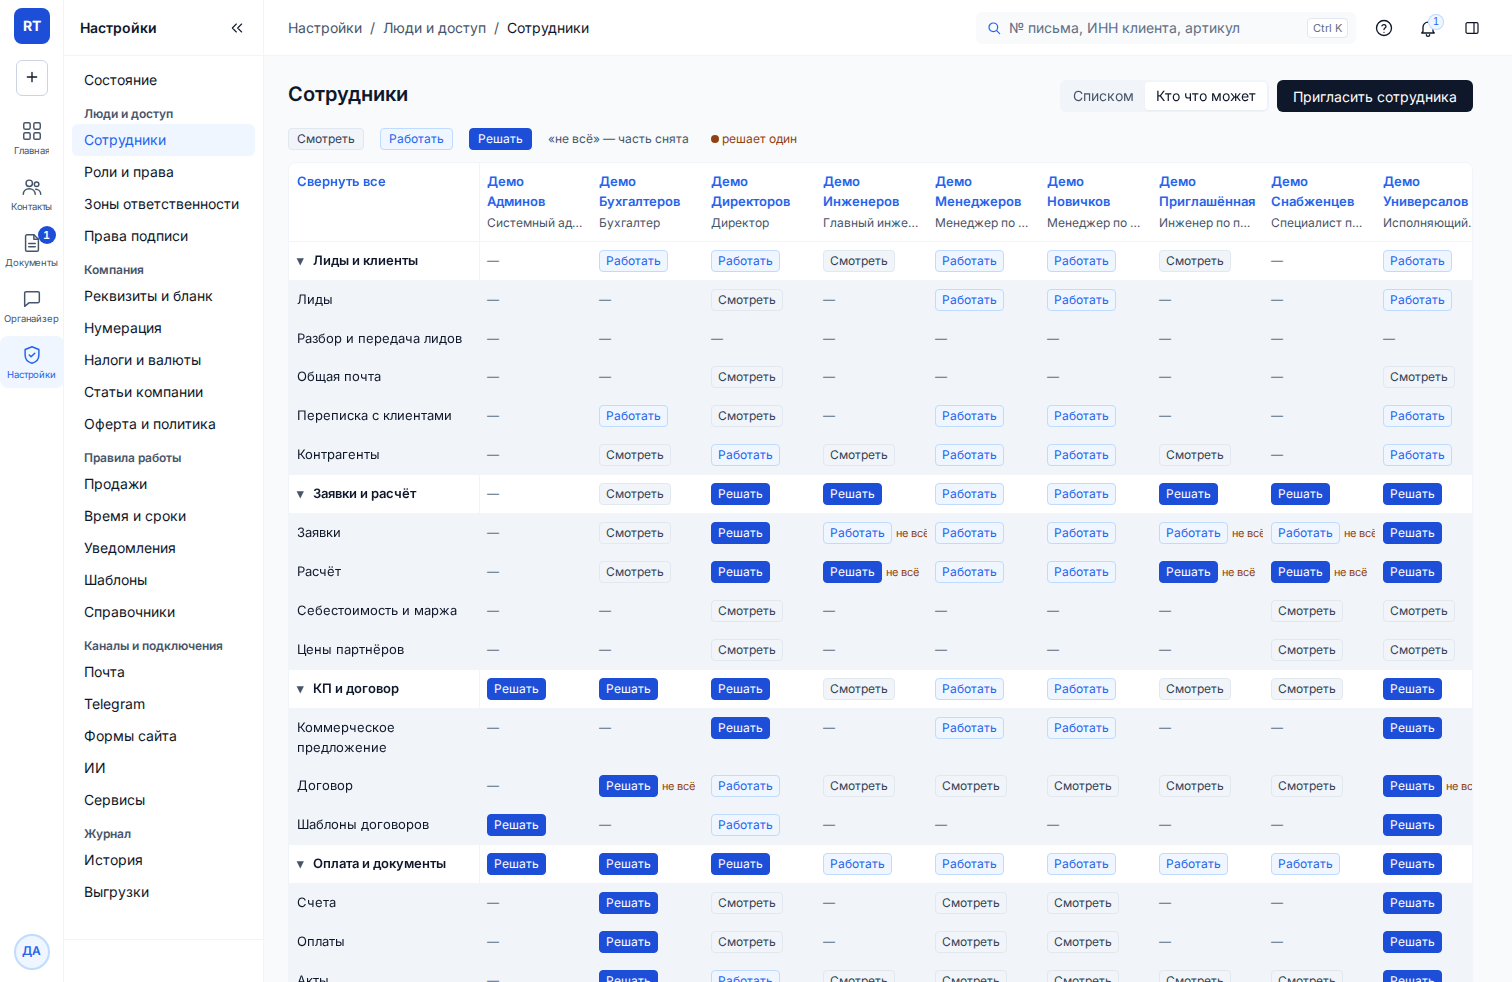 RT
Настройки
Настройки / Люди и доступ / Сотрудники
№ письма, ИНН клиента, артикул
Ctrl K
1
Главная
Контакты
1
Документы
Органайзер
Настройки
ДА
Состояние
Люди и доступ
Сотрудники
Роли и права
Зоны ответственности
Права подписи
Компания
Реквизиты и бланк
Нумерация
Налоги и валюты
Статьи компании
Оферта и политика
Правила работы
Продажи
Время и сроки
Уведомления
Шаблоны
Справочники
Каналы и подключения
Почта
Telegram
Формы сайта
ИИ
Сервисы
Журнал
История
Выгрузки
Сотрудники
Списком Кто что может Пригласить сотрудника
Смотреть Работать Решать «не всё» — часть снята решает один
Свернуть все Демо Демо Демо Демо Демо Демо Демо Демо Демо
Админов Бухгалтеров Директоров Инженеров Менеджеров Новичков Приглашённая Снабженцев Универсалов
Системный ад... Бухгалтер Директор Главный инже... Менеджер по ... Менеджер по ... Инженер по п... Специалист п... Исполняющий...
▾ Лиды и клиенты — Работать Работать Смотреть Работать Работать Смотреть — Работать
Лиды — — Смотреть — Работать Работать — — Работать
Разбор и передача лидов — — — — — — — — —
Общая почта — — Смотреть — — — — — Смотреть
Переписка с клиентами — Работать Смотреть — Работать Работать — — Работать
Контрагенты — Смотреть Работать Смотреть Работать Работать Смотреть — Работать
▾ Заявки и расчёт — Смотреть Решать Решать Работать Работать Решать Решать Решать
Заявки — Смотреть Решать Работать не всё Работать Работать Работать не всё Работать не всё Решать
Расчёт — Смотреть Решать Решать не всё Работать Работать Решать не всё Решать не всё Решать
Себестоимость и маржа — — Смотреть — — — — Смотреть Смотреть
Цены партнёров — — Смотреть — — — — Смотреть Смотреть
▾ КП и договор Решать Решать Решать Смотреть Работать Работать Смотреть Смотреть Решать
Коммерческое — — Решать — Работать Работать — — Решать
предложение
Договор — Решать не всё Работать Смотреть Смотреть Смотреть Смотреть Смотреть Решать не вс
Шаблоны договоров Решать — Работать — — — — — Решать
▾ Оплата и документы Решать Решать Решать Работать Работать Работать Работать Работать Решать
Счета — Решать Смотреть — Смотреть Смотреть — — Решать
Оплаты — Решать Смотреть — Смотреть Смотреть — — Решать
Акты — Решать Работать Смотреть Смотреть Смотреть Смотреть Смотреть Решать